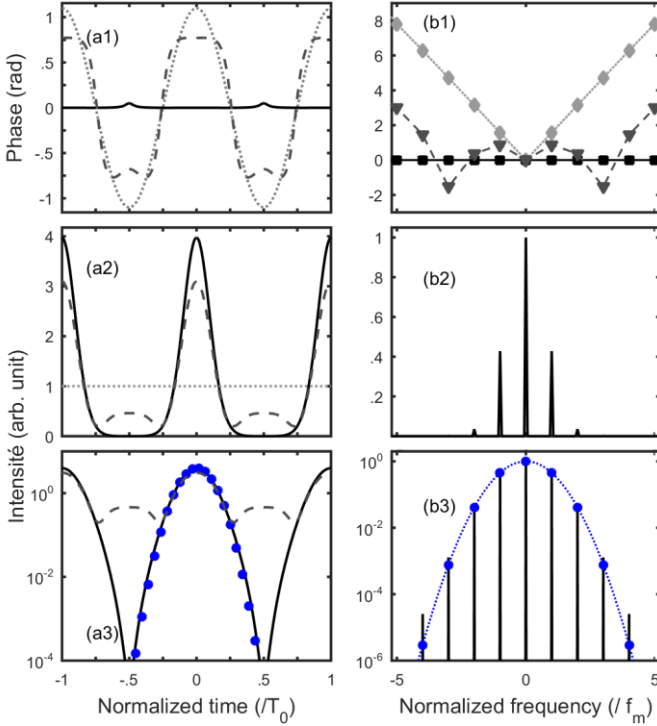 (a1)
Phase (rad)
1
.5
0
-.5
-1
(b1)
8
6
4
2
0
-2
(a2)
4
3
2
1
0
(b2)
1
.8
.6
.4
.2
0
Intensité (arb. unit)
(a3)
10^0
10^-2
10^-4
-1 -.5 0 .5 1
Normalized time (/T_0)
(b3)
10^0
10^-2
10^-4
10^-6
-5 0 5
Normalized frequency (/ f_m)